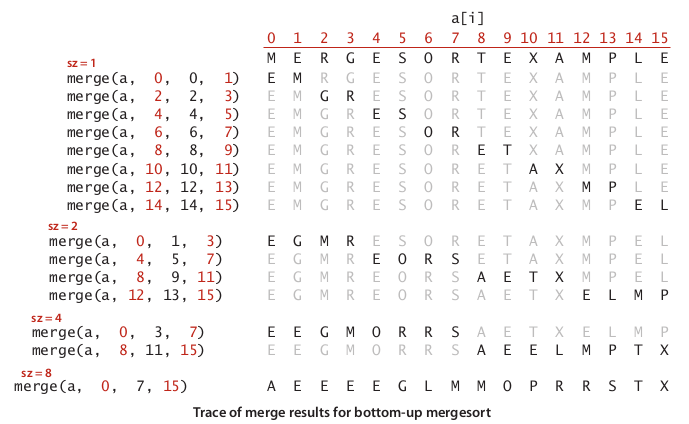 a[i]
0 1 2 3 4 5 6 7 8 9 10 11 12 13 14 15
M E R G E S O R T E X A M P L E
sz = 1
merge(a, 0, 0, 1) E M R G E S O R T E X A M P L E
merge(a, 2, 2, 3) E M G R E S O R T E X A M P L E
merge(a, 4, 4, 5) E M G R E S O R T E X A M P L E
merge(a, 6, 6, 7) E M G R E S O R T E X A M P L E
merge(a, 8, 8, 9) E M G R E S O R E T X A M P L E
merge(a, 10, 10, 11) E M G R E S O R E T A X M P L E
merge(a, 12, 12, 13) E M G R E S O R E T A X M P L E
merge(a, 14, 14, 15) E M G R E S O R E T A X M P E L
sz = 2
merge(a, 0, 1, 3) E G M R E S O R E T A X M P E L
merge(a, 4, 5, 7) E G M R E O R S E T A X M P E L
merge(a, 8, 9, 11) E G M R E O R S A E T X M P E L
merge(a, 12, 13, 15) E G M R E O R S A E T X E L M P
sz = 4
merge(a, 0, 3, 7) E E G M O R R S A E T X E L M P
merge(a, 8, 11, 15) E E G M O R R S A E E L M P T X
sz = 8
merge(a, 0, 7, 15) A E E E E G L M M O P R R S T X
Trace of merge results for bottom-up mergesort